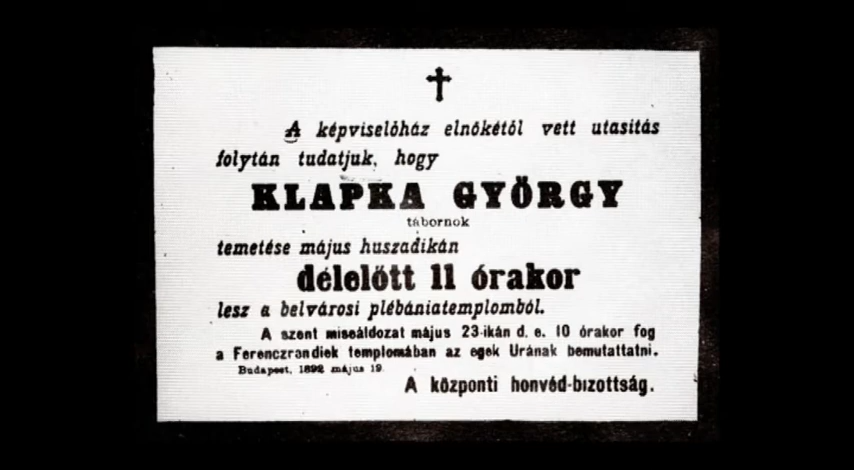 A képviselőház elnökétől vett utasitás
folytán tudatjuk, hogy
KLAPKA GYÖRGY
tábornok
temetése május huszadikán
délelőtt 11 órakor
lesz a belvárosi plébániatemplomból.
A szent miseáldozat május 23-ikán d. e. 10 órakor fog
a Ferenczrandiek templomában az egek Urának bemutattatni.
Budapest, 1892 május 19.
A központi honvéd-bizottság.